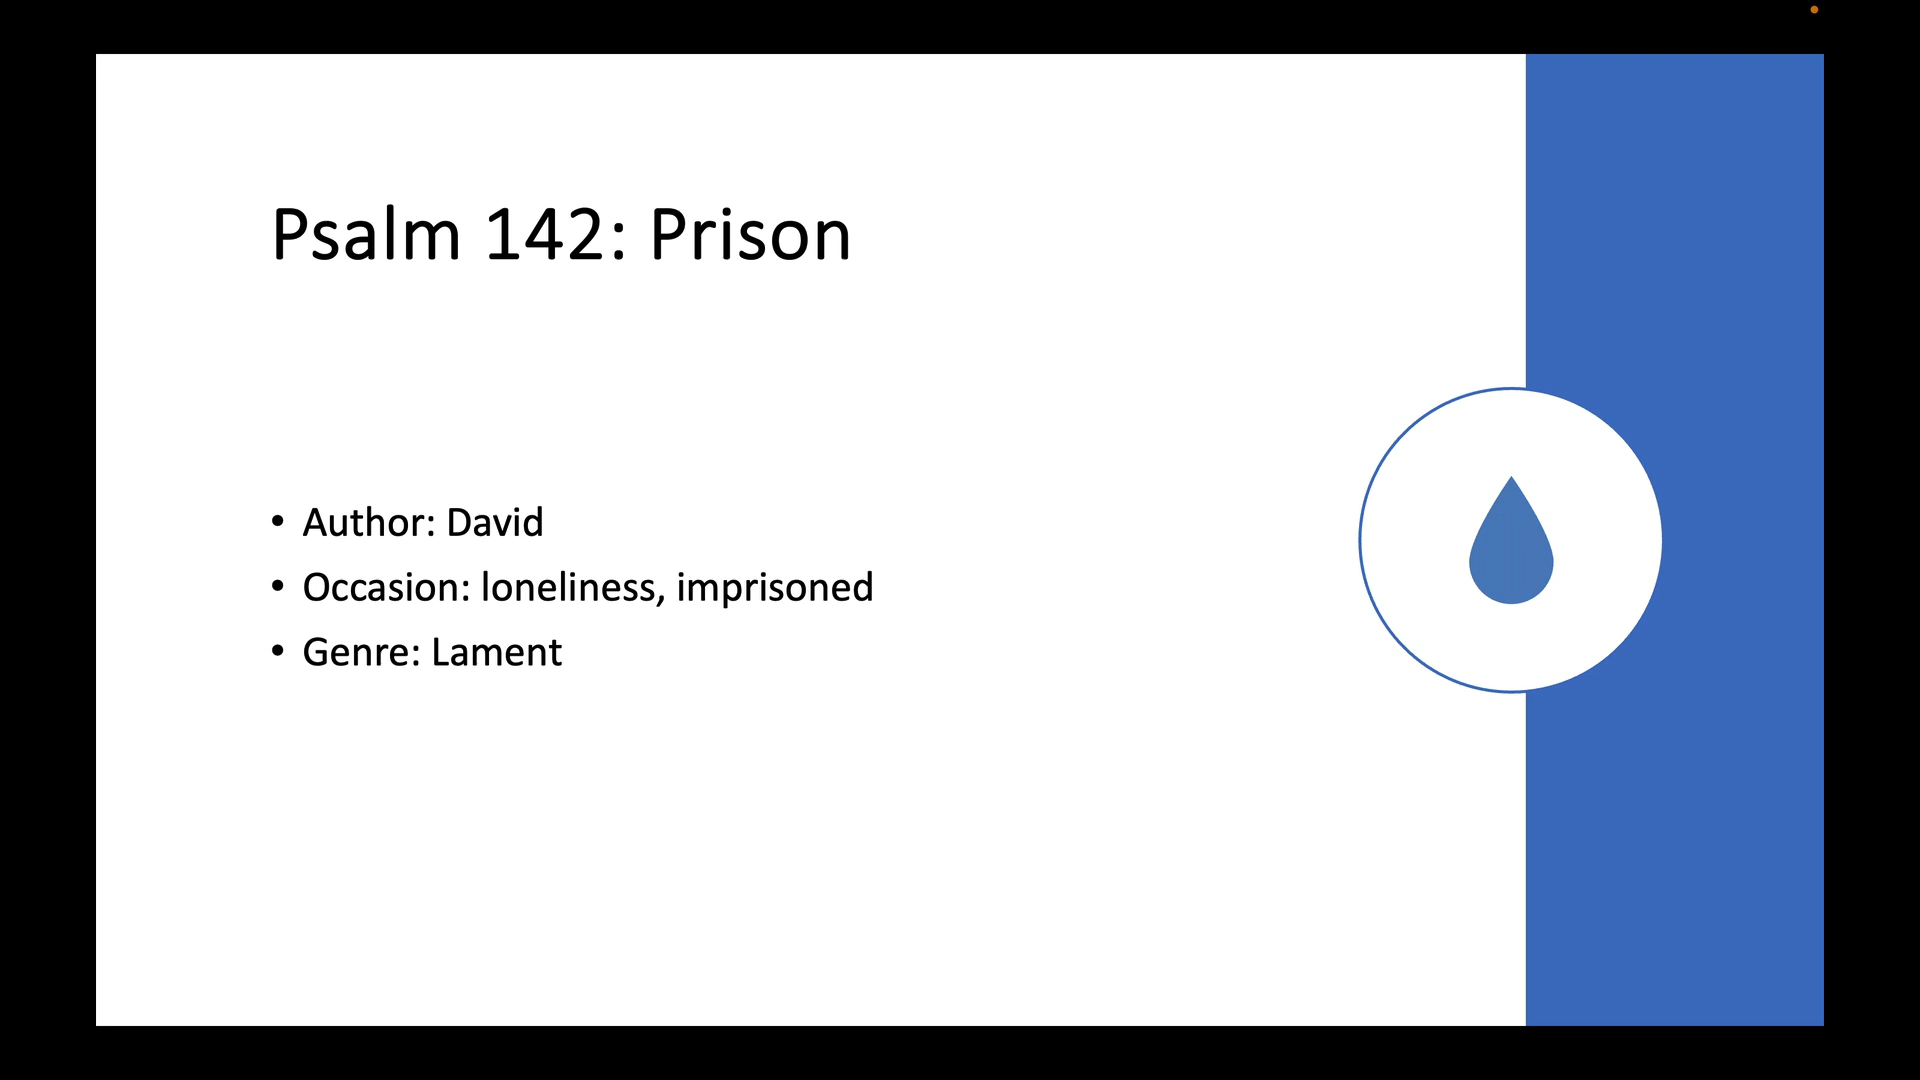 Psalm 142: Prison
• Author: David
• Occasion: loneliness, imprisoned
• Genre: Lament